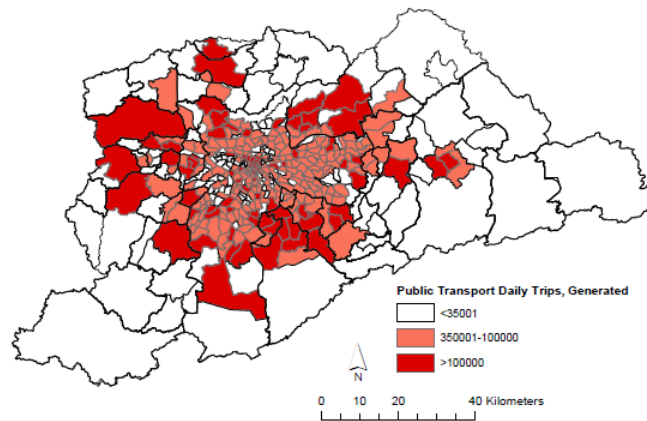 Public Transport Daily Trips, Generated
<35001
350001-100000
>100000
N
0 10 20 40 Kilometers